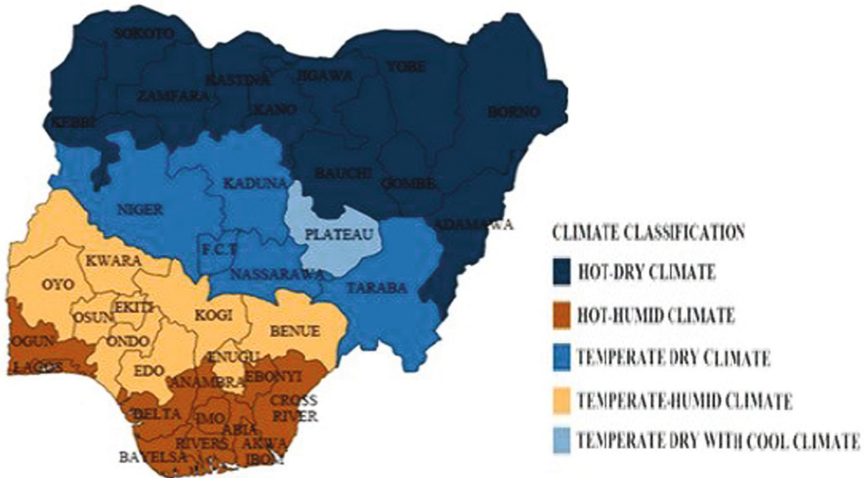 SOKOTO
YOBE
KASTINA
JIGAWA
ZAMFARA
KANO
BORNO
KEBBI
BAUCHI
KADUNA
GOMBE
NIGER
ADAMAWA
PLATEAU
F.C.T
KWARA
NASSARAWA
OYO
TARABA
EKITI
OSUN
KOGI
BENUE
OGUN
ONDO
ENUGU
LAGOS
EDO
ANAMBRA
EBONYI
DELTA
IMO
CROSS
RIVER
ABIA
RIVERS
AKWA
IBOM
BAYELSA
CLIMATE CLASSIFICATION
HOT-DRY CLIMATE
HOT-HUMID CLIMATE
TEMPERATE DRY CLIMATE
TEMPERATE-HUMID CLIMATE
TEMPERATE DRY WITH COOL CLIMATE